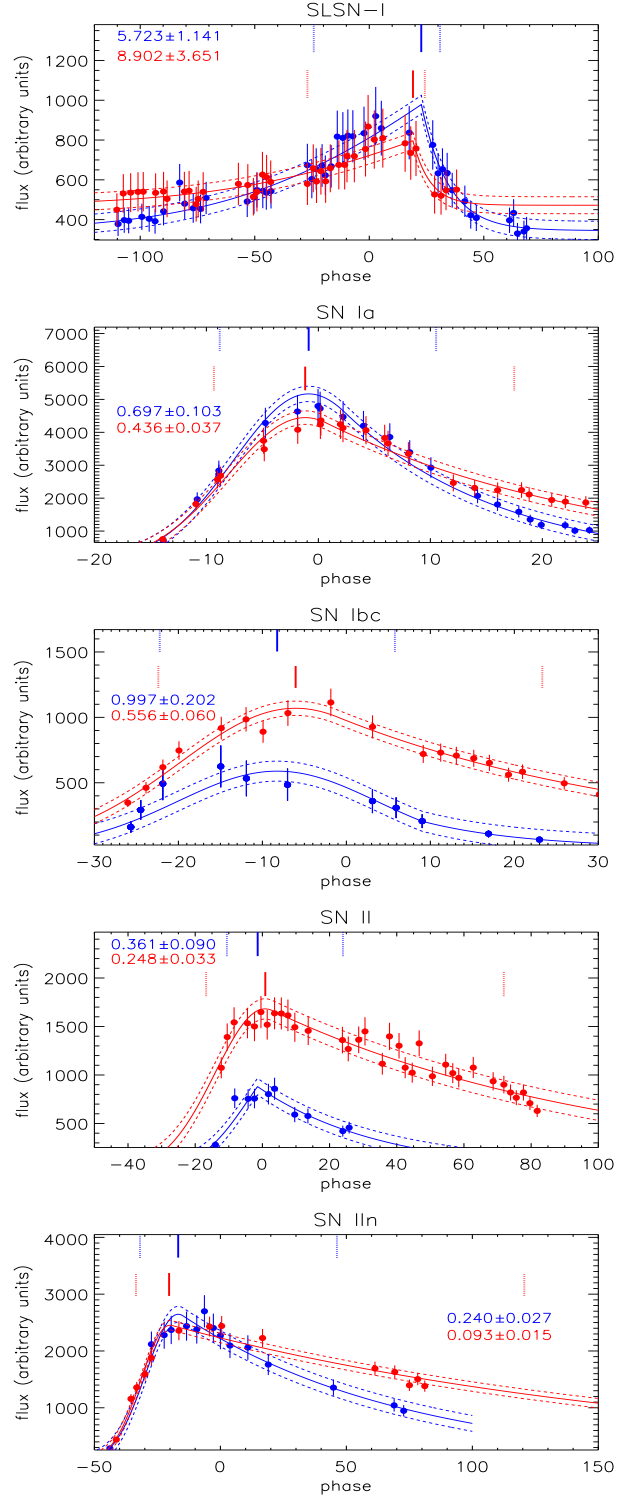 SLSN-I
5.723±1.141
8.902±3.651
flux (arbitrary units)
1200
1000
800
600
400
−100 −50 0 50 100
phase
SN Ia
0.697±0.103
0.436±0.037
flux (arbitrary units)
7000
6000
5000
4000
3000
2000
1000
−20 −10 0 10 20
phase
SN Ibc
0.997±0.202
0.556±0.060
flux (arbitrary units)
1500
1000
500
−30 −20 −10 0 10 20 30
phase
SN II
0.361±0.090
0.248±0.033
flux (arbitrary units)
2000
1500
1000
500
−40 −20 0 20 40 60 80 100
phase
SN IIn
0.240±0.027
0.093±0.015
flux (arbitrary units)
4000
3000
2000
1000
−50 0 50 100 150
phase